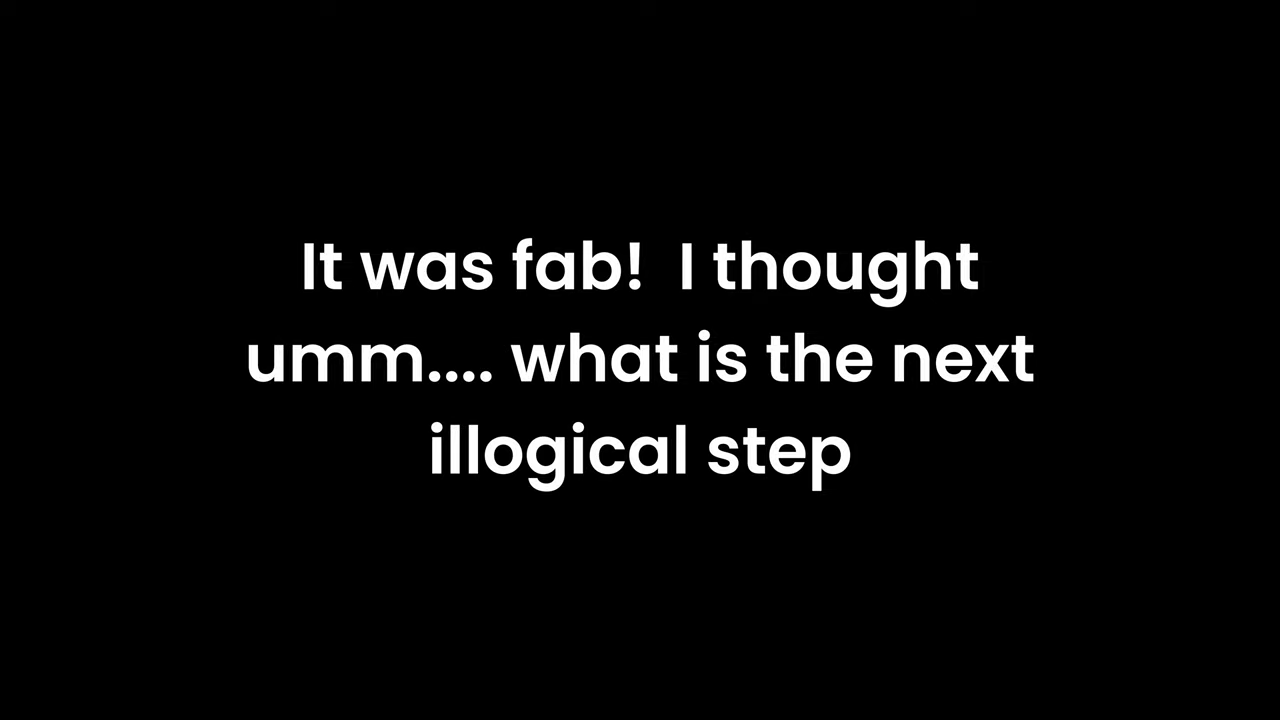 It was fab!  I thought
umm.... what is the next
illogical step